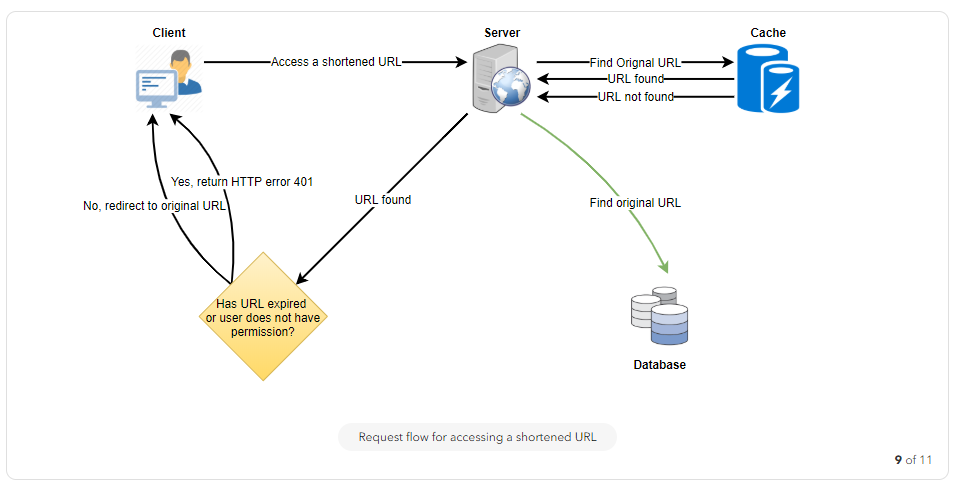 Client
Server
Cache
Access a shortened URL
Find Orignal URL
URL found
URL not found
Yes, return HTTP error 401
No, redirect to original URL
URL found
Find original URL
Has URL expired
or user does not have
permission?
Database
Request flow for accessing a shortened URL
9 of 11